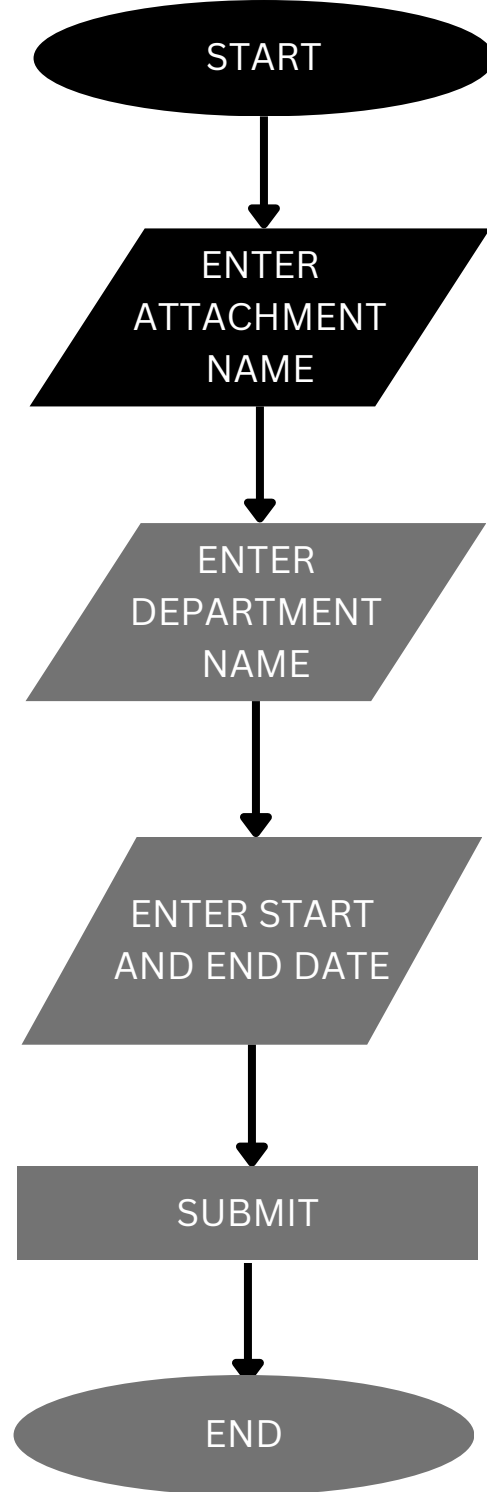 START
ENTER
ATTACHMENT
NAME
ENTER
DEPARTMENT
NAME
ENTER START
AND END DATE
SUBMIT
END